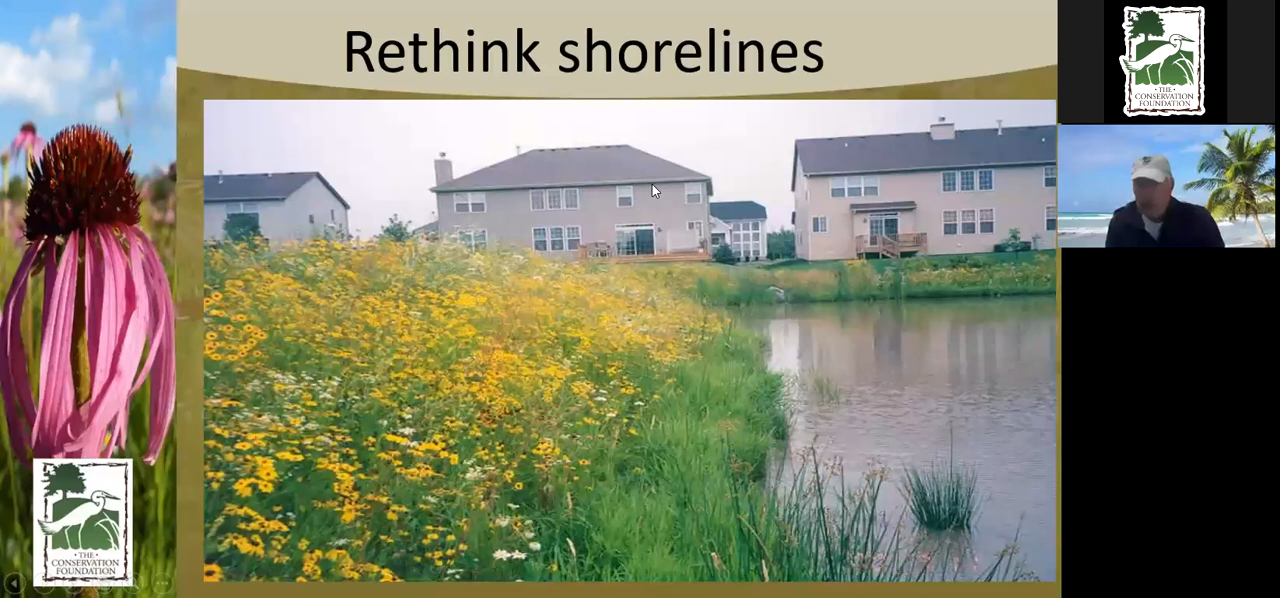 Rethink shorelines
• THE •
CONSERVATION
FOUNDATION
• THE •
CONSERVATION
FOUNDATION